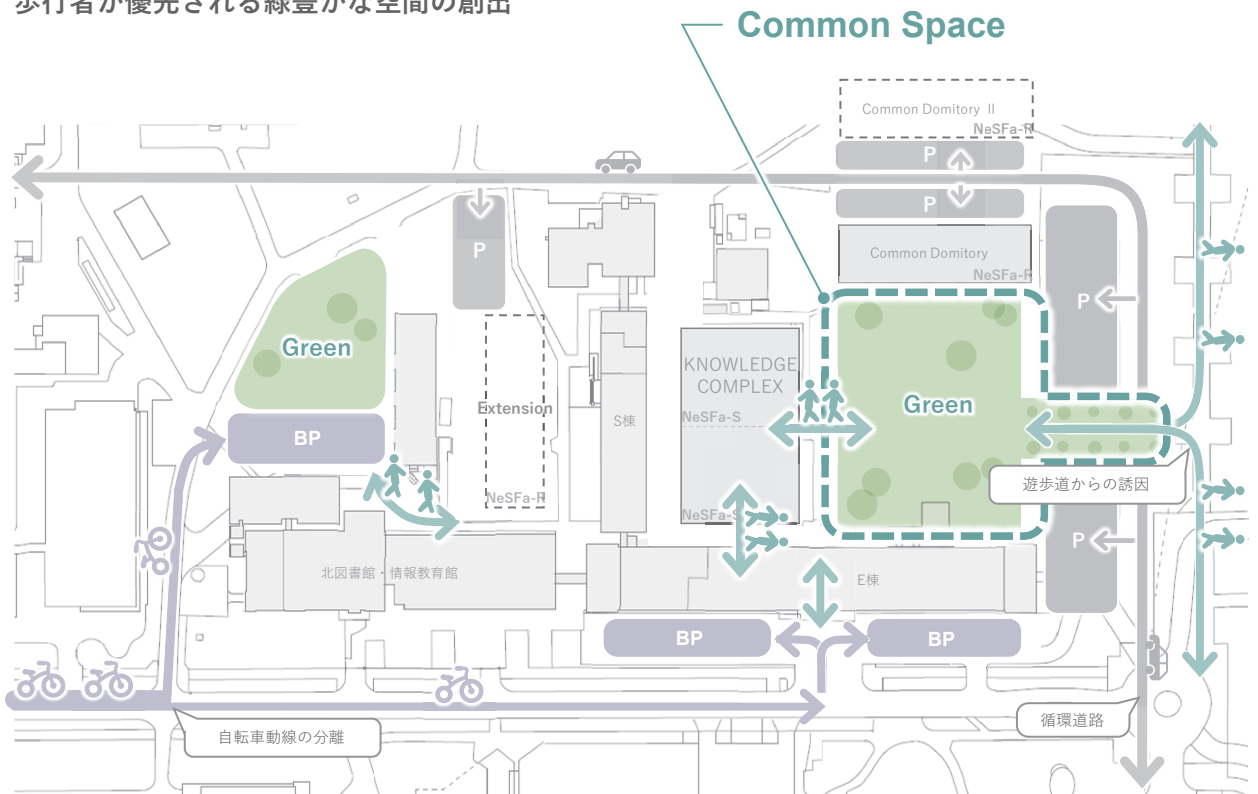 歩行者が優先される緑豊かな空間の創出
Common Space
Common Domitory II
NeSFa-R
P
P
P
Common Domitory
NeSFa-R
P
Green
KNOWLEDGE
COMPLEX
Extension
Green
NeSFa-S
S棟
BP
遊歩道からの誘因
NeSFa-R
NeSFa-S
P
北図書館・情報教育館
E棟
BP
BP
循環道路
自転車動線の分離